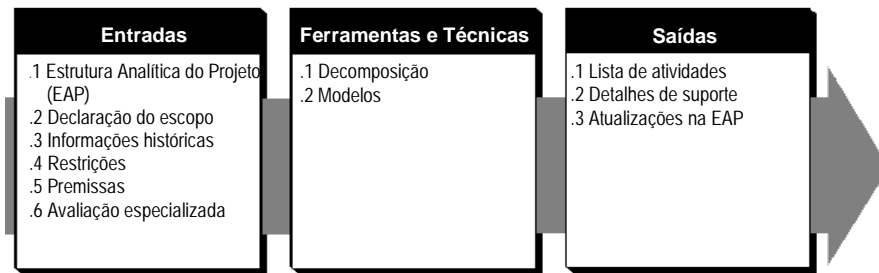 Entradas
.1 Estrutura Analítica do Projeto
(EAP)
.2 Declaração do escopo
.3 Informações históricas
.4 Restrições
.5 Premissas
.6 Avaliação especializada
Ferramentas e Técnicas
.1 Decomposição
.2 Modelos
Saídas
.1 Lista de atividades
.2 Detalhes de suporte
.3 Atualizações na EAP